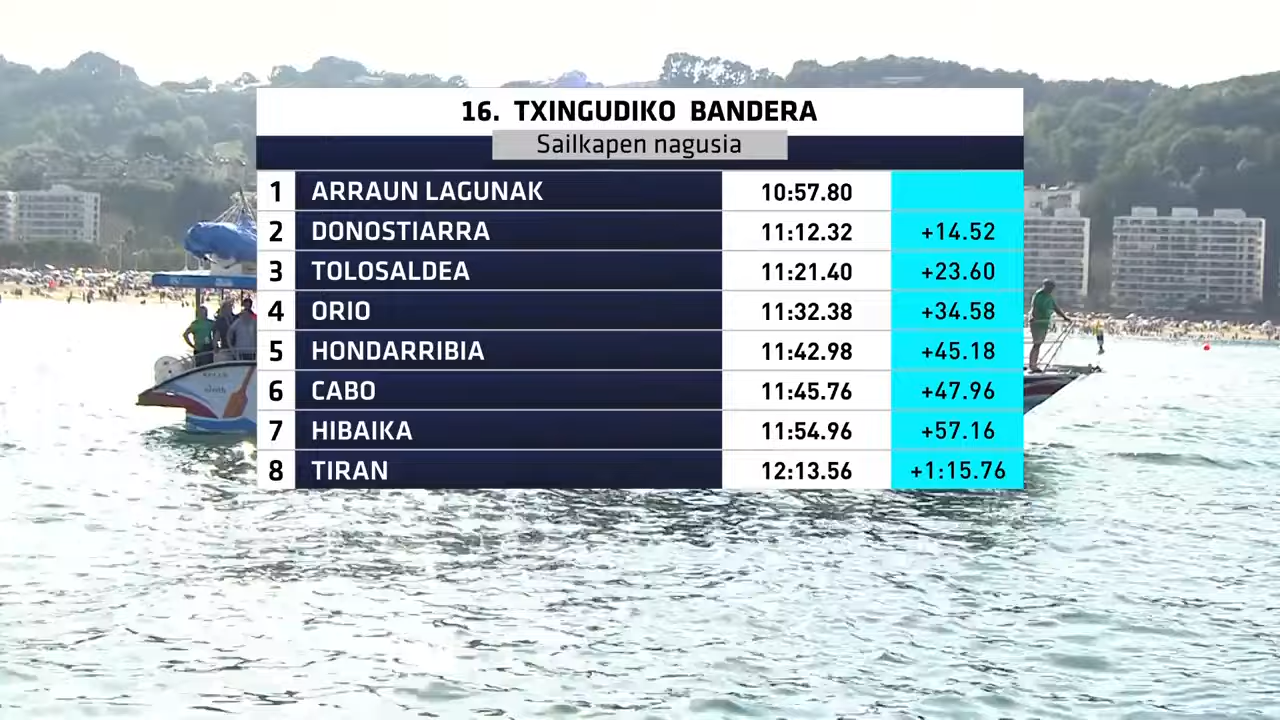 16. TXINGUDIKO BANDERA
Sailkapen nagusia
1 ARRAUN LAGUNAK 10:57.80
2 DONOSTIARRA 11:12.32 +14.52
3 TOLOSALDEA 11:21.40 +23.60
4 ORIO 11:32.38 +34.58
5 HONDARRIBIA 11:42.98 +45.18
6 CABO 11:45.76 +47.96
7 HIBAIKA 11:54.96 +57.16
8 TIRAN 12:13.56 +1:15.76